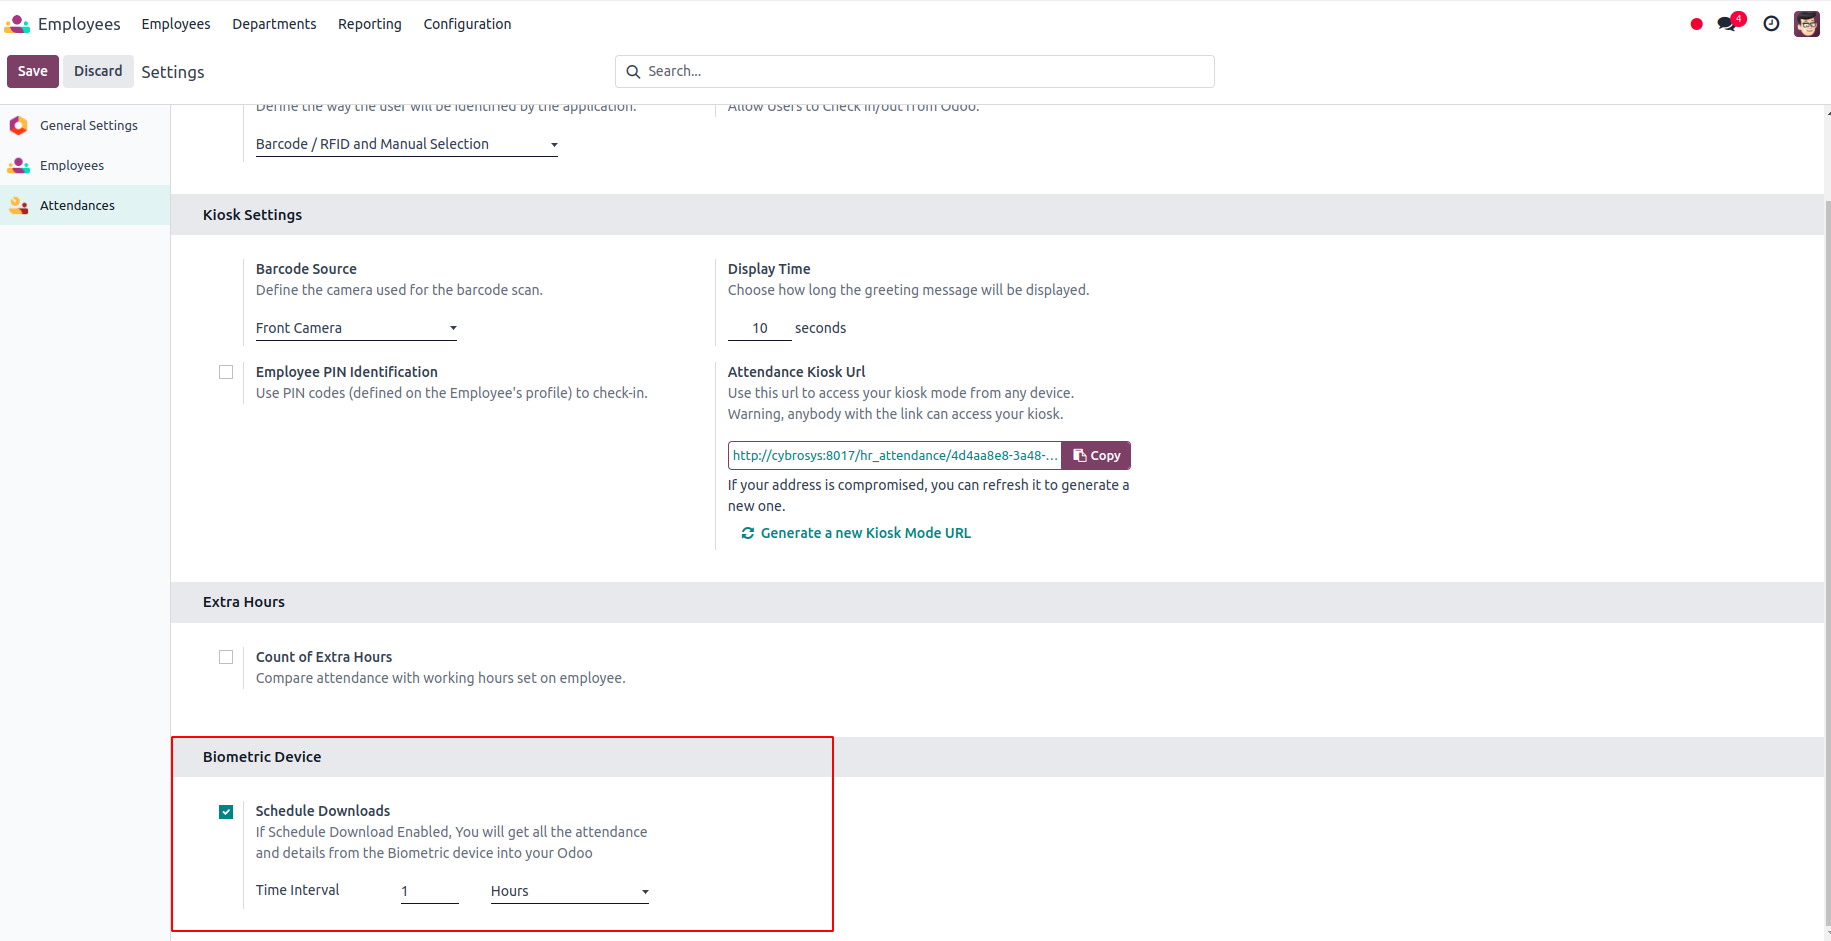 Employees Employees Departments Reporting Configuration 4
Save Discard Settings Search...
Define the way the user will be identified by the application. Allow Users to Check in/out from Odoo.
General Settings
Barcode / RFID and Manual Selection
Employees
Attendances
Kiosk Settings
Barcode Source Display Time
Define the camera used for the barcode scan. Choose how long the greeting message will be displayed.
Front Camera 10 seconds
Employee PIN Identification Attendance Kiosk Url
Use PIN codes (defined on the Employee's profile) to check-in. Use this url to access your kiosk mode from any device.
Warning, anybody with the link can access your kiosk.
http://cybrosys:8017/hr_attendance/4d4aa8e8-3a48-... Copy
If your address is compromised, you can refresh it to generate a
new one.
Generate a new Kiosk Mode URL
Extra Hours
Count of Extra Hours
Compare attendance with working hours set on employee.
Biometric Device
Schedule Downloads
If Schedule Download Enabled, You will get all the attendance
and details from the Biometric device into your Odoo
Time Interval 1 Hours